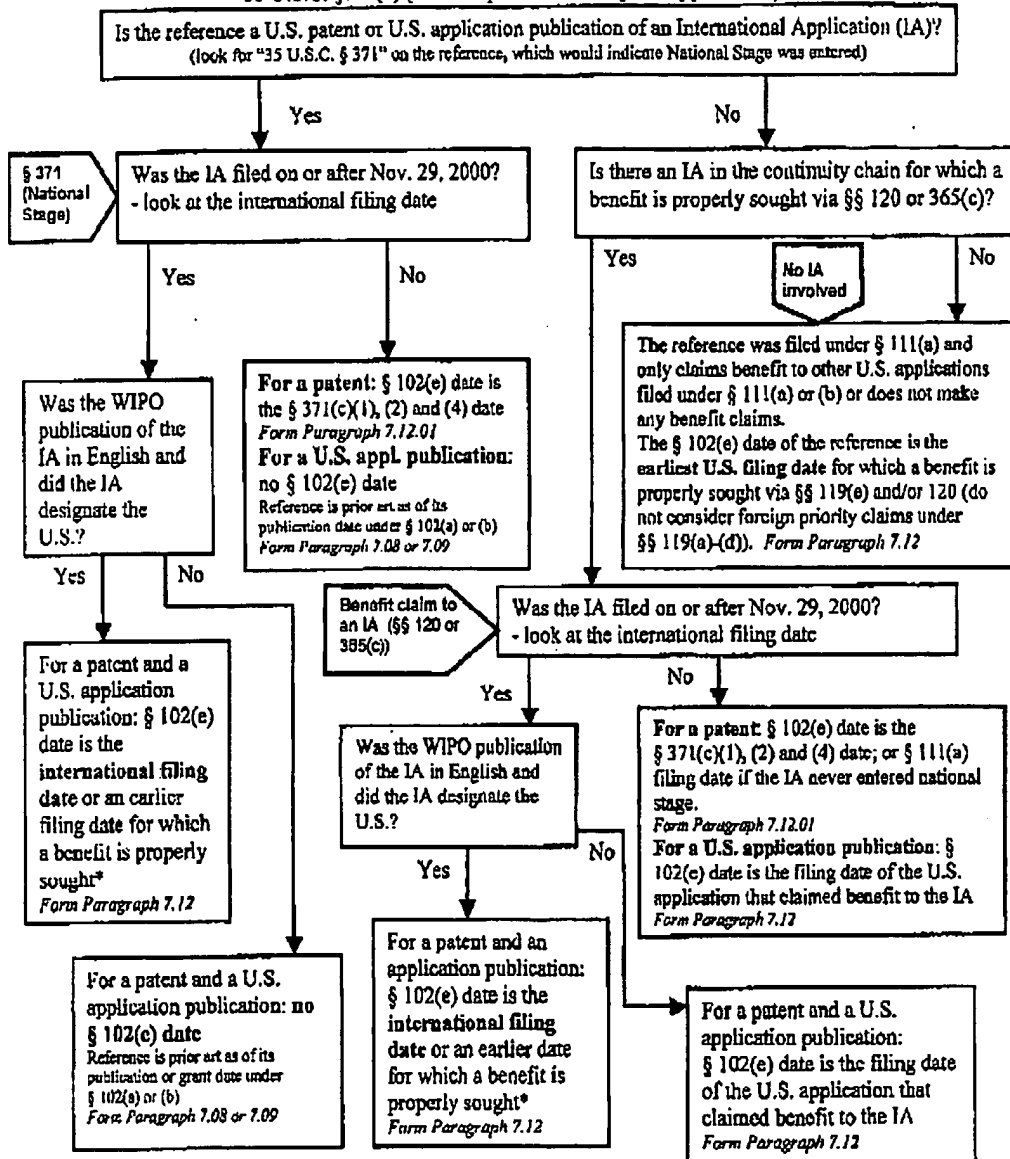 Is the reference a U.S. patent or U.S. application publication of an International Application (IA)?
(look for "35 U.S.C. § 371" on the reference, which would indicate National Stage was entered)
Yes
No
§ 371
(National
Stage)
Was the IA filed on or after Nov. 29, 2000?
- look at the international filing date
Is there an IA in the continuity chain for which a
benefit is properly sought via §§ 120 or 365(c)?
Yes
No
Yes
No
No IA
involved
Was the WIPO
publication of the
IA in English and
did the IA
designate the
U.S.?
For a patent: § 102(e) date is
the § 371(c)(1), (2) and (4) date
Form Paragraph 7.12.01
For a U.S. appl. publication:
no § 102(e) date
Reference is prior art as of its
publication date under § 102(a) or (b)
Form Paragraph 7.08 or 7.09
The reference was filed under § 111(a) and
only claims benefit to other U.S. applications
filed under § 111(a) or (b) or does not make
any benefit claims.
The § 102(e) date of the reference is the
earliest U.S. filing date for which a benefit is
properly sought via §§ 119(e) and/or 120 (do
not consider foreign priority claims under
§§ 119(a)-(d)). Form Paragraph 7.12
Yes
No
Benefit claim to
an IA (§§ 120 or
365(c))
Was the IA filed on or after Nov. 29, 2000?
- look at the international filing date
For a patent and a
U.S. application
publication: § 102(e)
date is the
international filing
date or an earlier
filing date for which
a benefit is properly
sought*
Form Paragraph 7.12
Yes
No
Was the WIPO publication
of the IA in English and
did the IA designate the
U.S.?
For a patent: § 102(e) date is the
§ 371(c)(1), (2) and (4) date; or § 111(a)
filing date if the IA never entered national
stage.
Form Paragraph 7.12.01
For a U.S. application publication: §
102(e) date is the filing date of the U.S.
application that claimed benefit to the IA
Form Paragraph 7.12
Yes
No
For a patent and a U.S.
application publication: no
§ 102(e) date
Reference is prior art as of its
publication or grant date under
§ 102(a) or (b)
Form Paragraph 7.08 or 7.09
For a patent and an
application publication:
§ 102(e) date is the
international filing
date or an earlier date
for which a benefit is
properly sought*
Form Paragraph 7.12
For a patent and a U.S.
application publication:
§ 102(e) date is the filing date
of the U.S. application that
claimed benefit to the IA
Form Paragraph 7.12